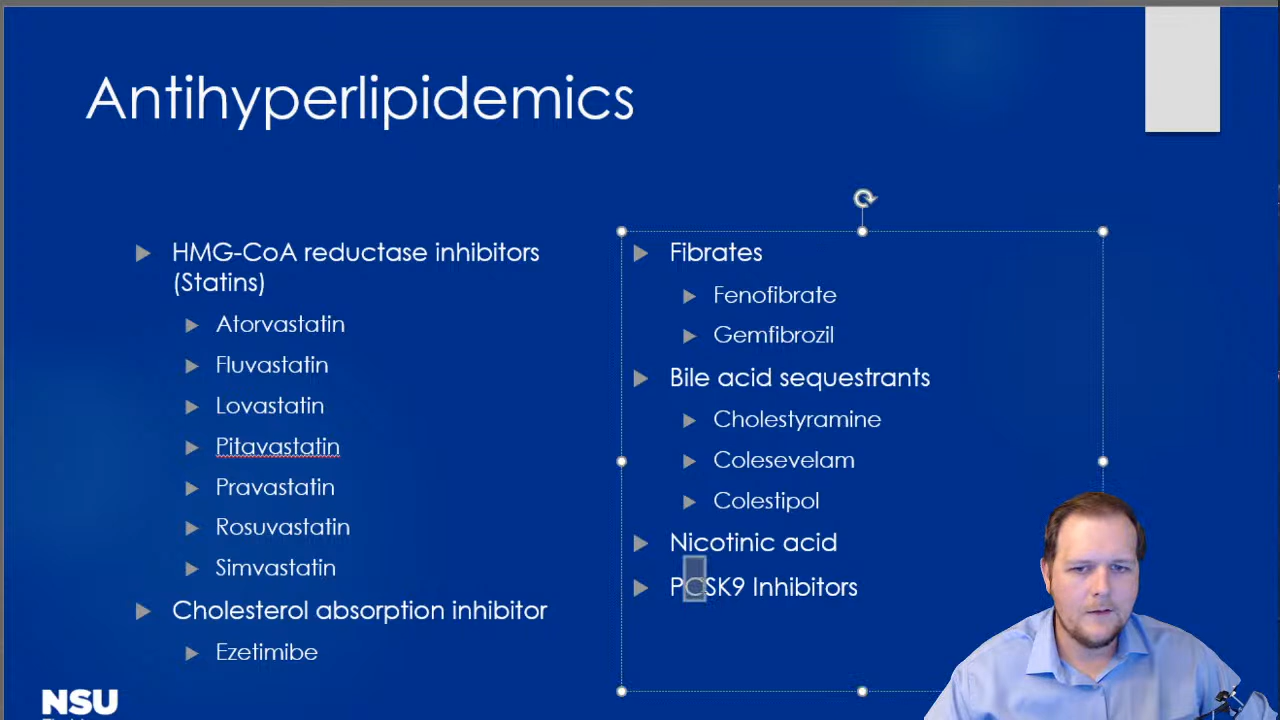 Antihyperlipidemics
HMG-CoA reductase inhibitors
(Statins)
Atorvastatin
Fluvastatin
Lovastatin
Pitavastatin
Pravastatin
Rosuvastatin
Simvastatin
Cholesterol absorption inhibitor
Ezetimibe
Fibrates
Fenofibrate
Gemfibrozil
Bile acid sequestrants
Cholestyramine
Colesevelam
Colestipol
Nicotinic acid
PCSK9 Inhibitors
NSU